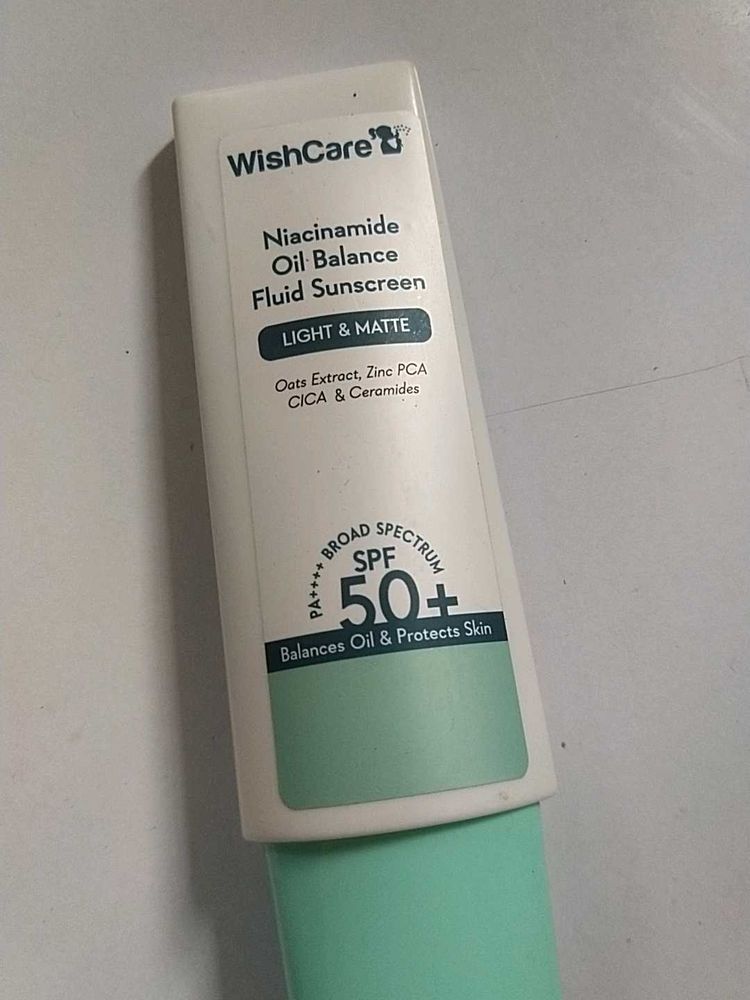 WishCare
Niacinamide
Oil Balance
Fluid Sunscreen
LIGHT & MATTE
Oats Extract, Zinc PCA
CICA & Ceramides
PA++++ BROAD SPECTRUM
SPF
50+
Balances Oil & Protects Skin